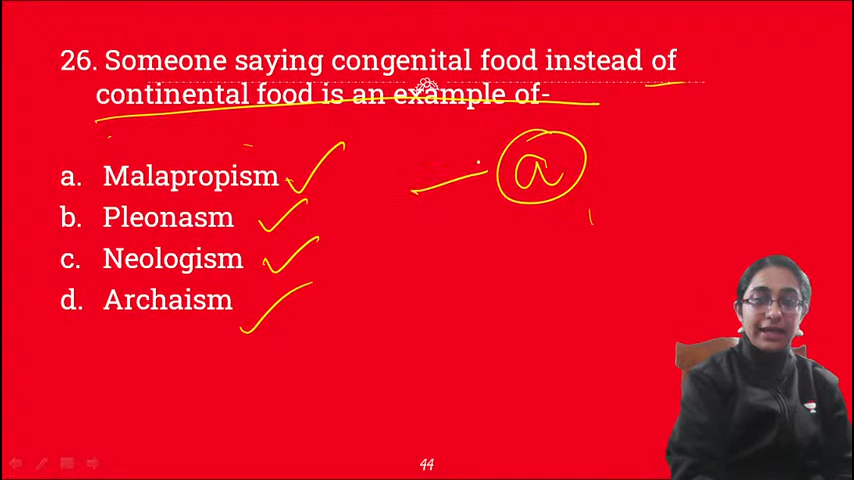 26. Someone saying congenital food instead of
continental food is an example of-
a. Malapropism
a
b. Pleonasm
c. Neologism
d. Archaism
44